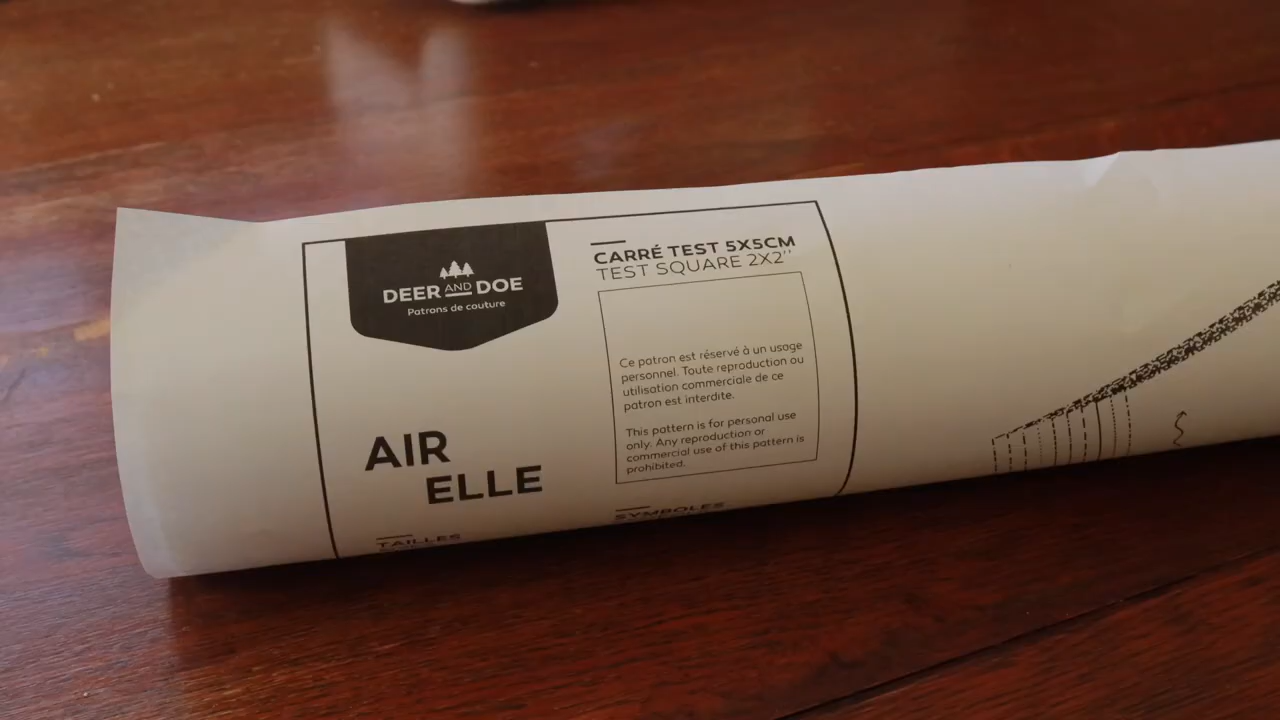 DEER AND DOE
Patrons de couture
AIR
ELLE
TAILLES
CARRÉ TEST 5X5CM
TEST SQUARE 2X2''
Ce patron est réservé à un usage
personnel. Toute reproduction ou
utilisation commerciale de ce
patron est interdite.
This pattern is for personal use
only. Any reproduction or
commercial use of this pattern is
prohibited.
SYMBOLES